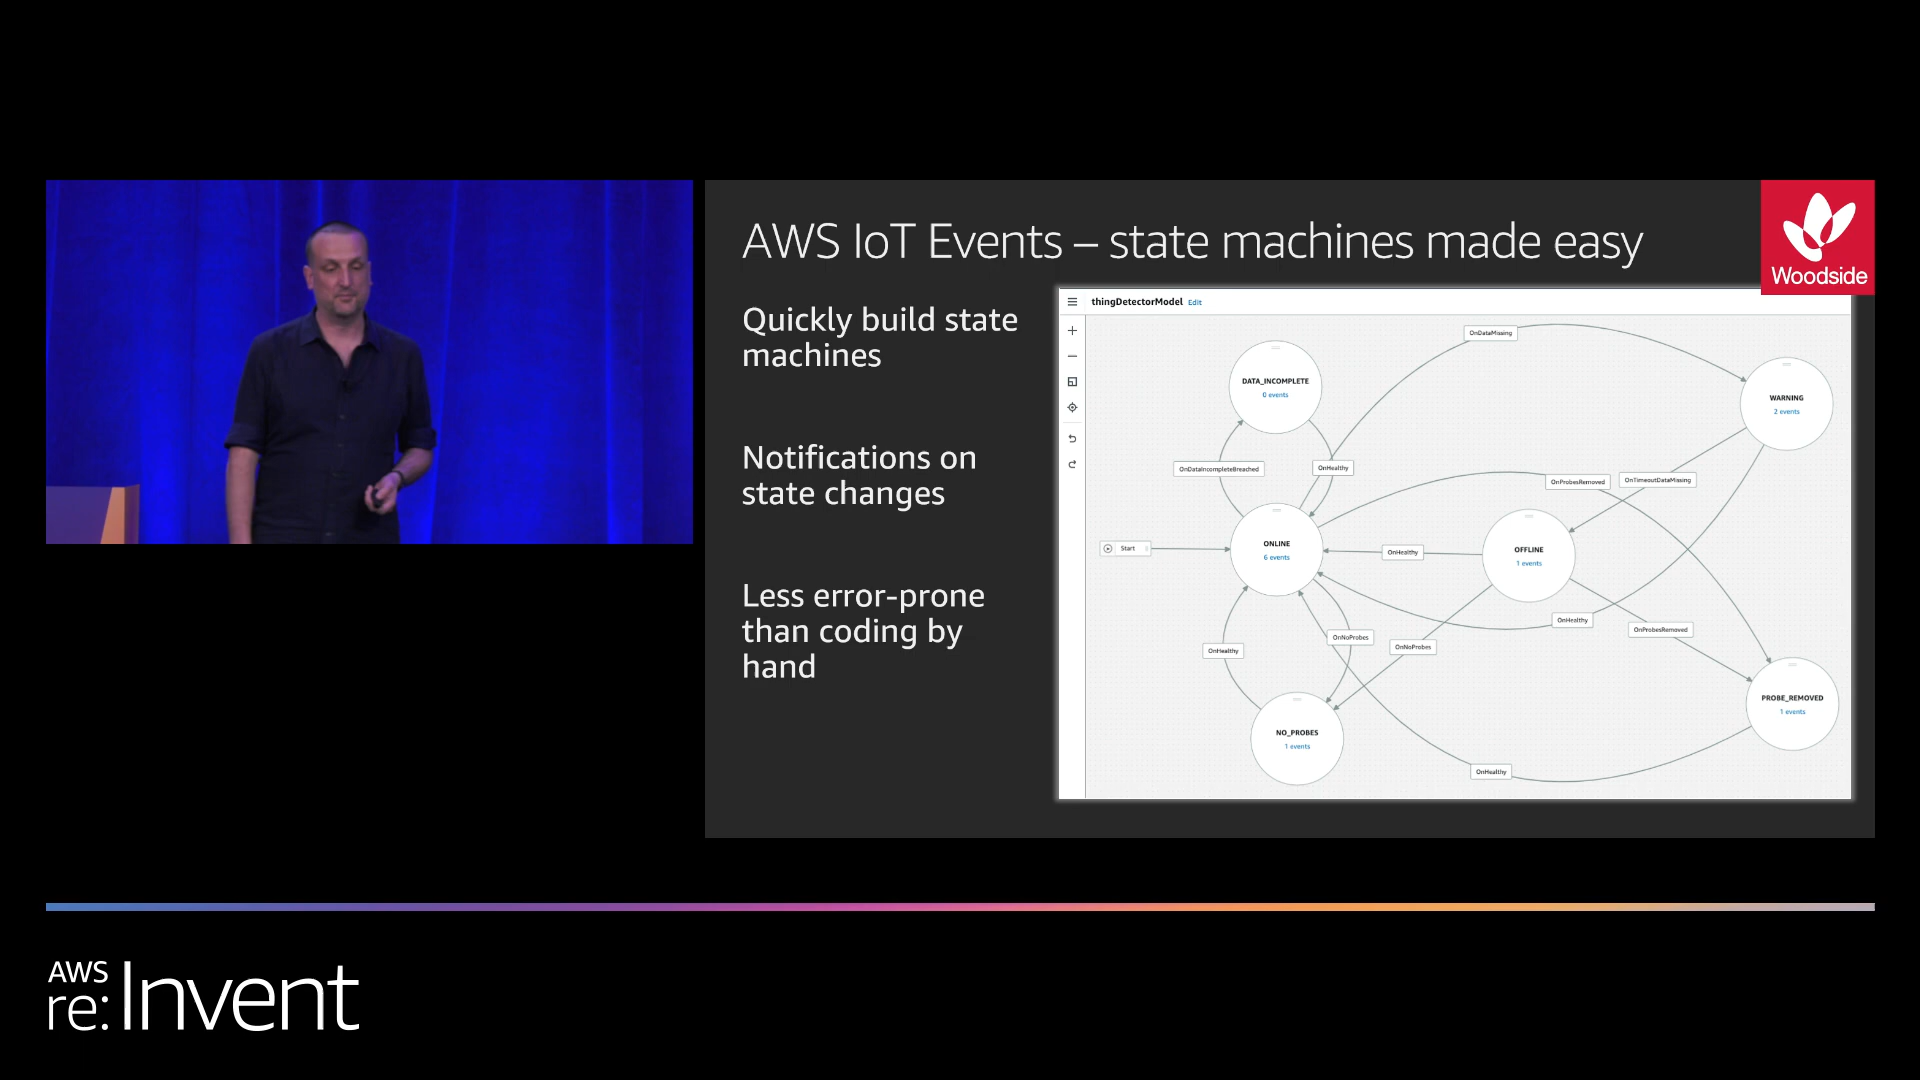 AWS IoT Events – state machines made easy
Woodside
Quickly build state
machines
Notifications on
state changes
Less error-prone
than coding by
hand
thingDetectorModel Edit
OnDataMissing
DATA_INCOMPLETE
0 events
WARNING
2 events
OnDataIncompleteBreached
OnHealthy
OnProbesRemoved
OnTimeoutDataMissing
Start
ONLINE
6 events
OnHealthy
OFFLINE
1 events
OnHealthy
OnProbesRemoved
OnNoProbes
OnNoProbes
OnHealthy
PROBE_REMOVED
1 events
NO_PROBES
1 events
OnHealthy
AWS
re:Invent